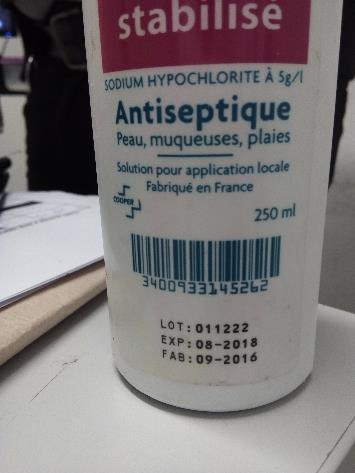 stabilisé
SODIUM HYPOCHLORITE À 5g/l
Antiseptique
Peau, muqueuses, plaies
Solution pour application locale
Fabriqué en France
COOPER
250 ml
3400933145262
LOT: 011222
EXP: 08-2018
FAB: 09-2016